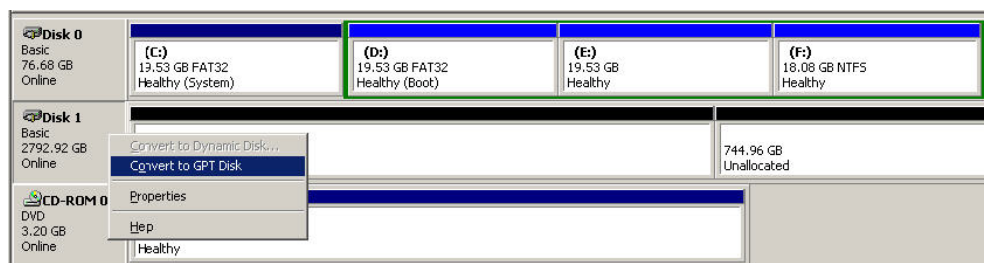 Disk 0
Basic
76.68 GB
Online
(C:)
19.53 GB FAT32
Healthy (System)
(D:)
19.53 GB FAT32
Healthy (Boot)
(E:)
19.53 GB
Healthy
(F:)
18.08 GB NTFS
Healthy
Disk 1
Basic
2792.92 GB
Online
744.96 GB
Unallocated
Convert to Dynamic Disk...
Convert to GPT Disk
Properties
Help
CD-ROM 0
DVD
3.20 GB
Online
Healthy